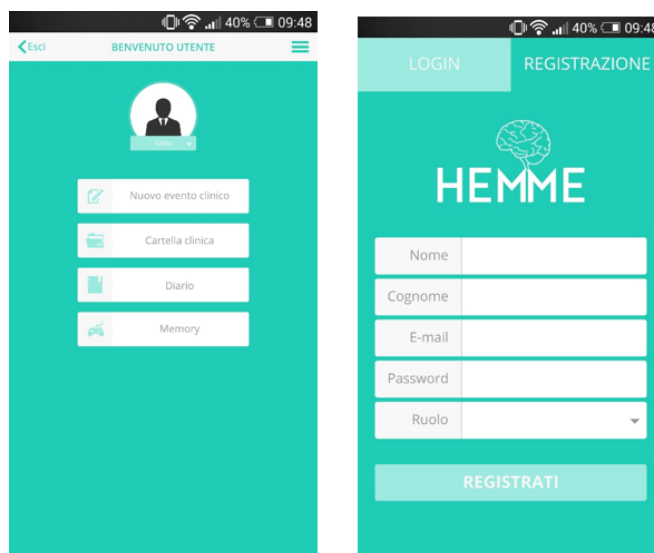 40% 09:48
Esci BENVENUTO UTENTE
Fabio
Nuovo evento clinico
Cartella clinica
Diario
Memory
40% 09:48
LOGIN REGISTRAZIONE
HEMME
Nome
Cognome
E-mail
Password
Ruolo
REGISTRATI